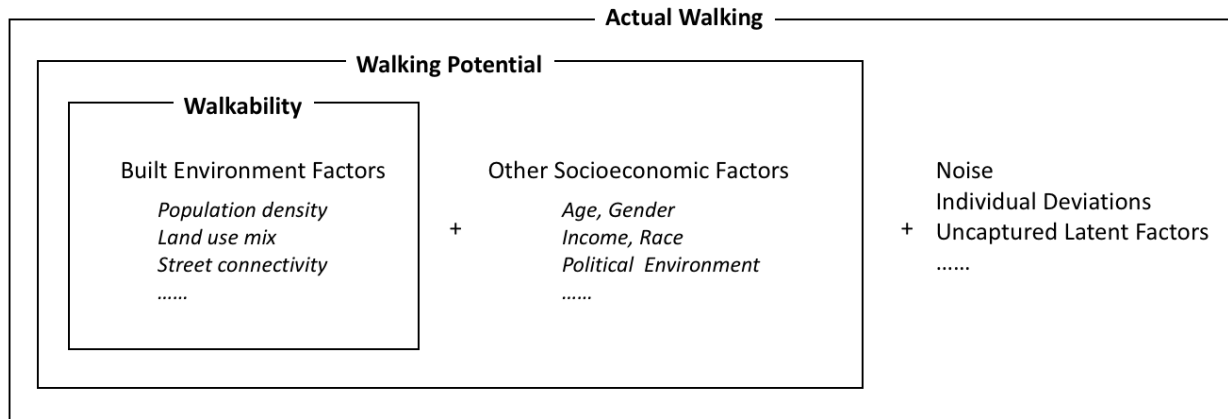 Actual Walking
Walking Potential
Walkability
Built Environment Factors
Population density
Land use mix
Street connectivity
……
+
Other Socioeconomic Factors
Age, Gender
Income, Race
Political Environment
……
+
Noise
Individual Deviations
Uncaptured Latent Factors
……